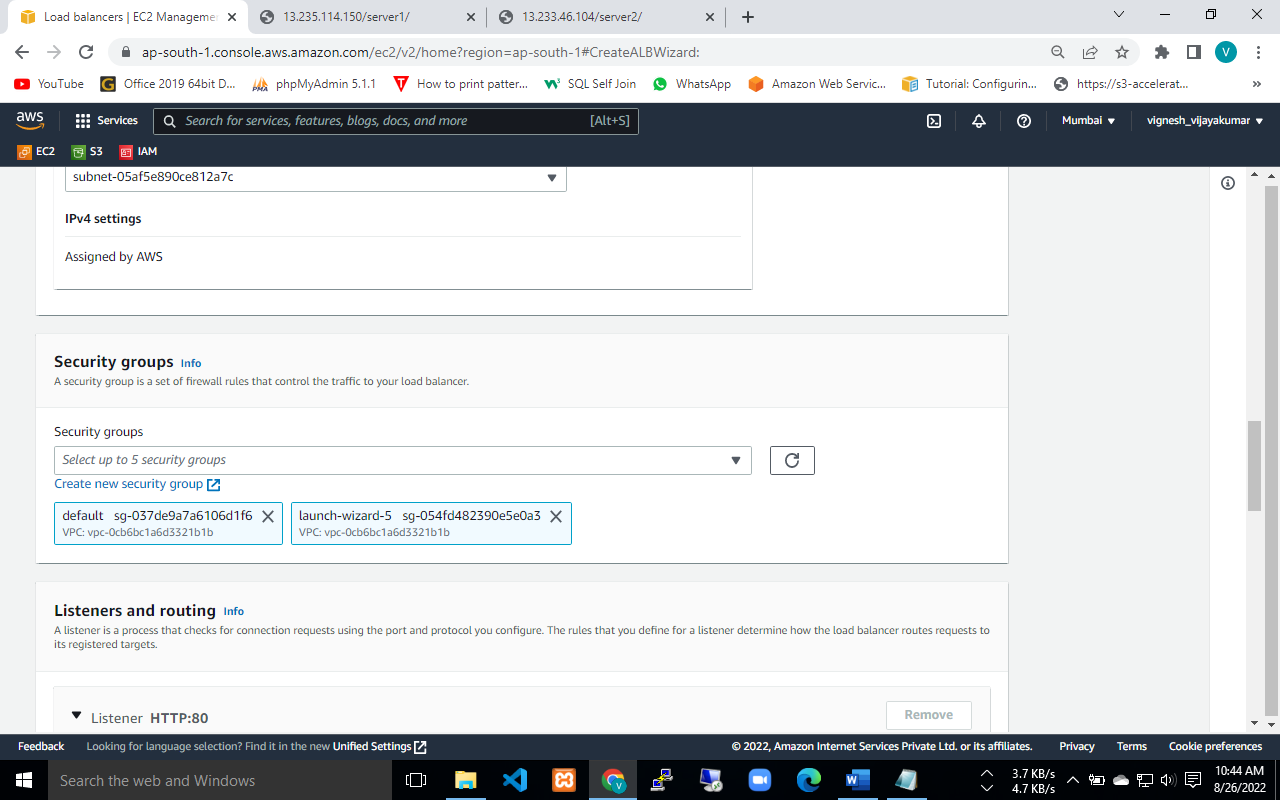 Load balancers | EC2 Manageme
13.235.114.150/server1/
13.233.46.104/server2/
ap-south-1.console.aws.amazon.com/ec2/v2/home?region=ap-south-1#CreateALBWizard:
V
YouTube
Office 2019 64bit D...
phpMyAdmin 5.1.1
How to print patter...
SQL Self Join
WhatsApp
Amazon Web Servic...
Tutorial: Configurin...
https://s3-accelerat...
»
aws
Services
Search for services, features, blogs, docs, and more
[Alt+S]
Mumbai
vignesh_vijayakumar
EC2
S3
IAM
subnet-05af5e890ce812a7c
IPv4 settings
Assigned by AWS
Security groups Info
A security group is a set of firewall rules that control the traffic to your load balancer.
Security groups
Select up to 5 security groups
Create new security group
default sg-037de9a7a6106d1f6
VPC: vpc-0cb6bc1a6d3321b1b
launch-wizard-5 sg-054fd482390e5e0a3
VPC: vpc-0cb6bc1a6d3321b1b
Listeners and routing Info
A listener is a process that checks for connection requests using the port and protocol you configure. The rules that you define for a listener determine how the load balancer routes requests to
its registered targets.
Listener HTTP:80
Remove
Feedback
Looking for language selection? Find it in the new Unified Settings
© 2022, Amazon Internet Services Private Ltd. or its affiliates.
Privacy
Terms
Cookie preferences
Search the web and Windows
3.7 KB/s
4.7 KB/s
10:44 AM
8/26/2022